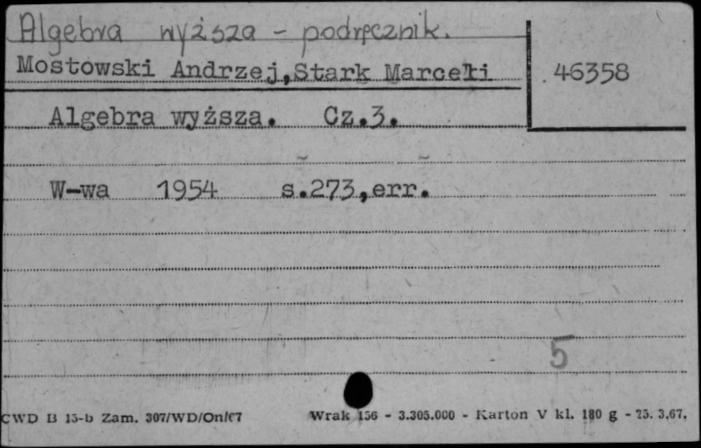 Algebra wyższa - podręcznik.
Mostowski Andrzej, Stark Marceli
46358
Algebra wyższa. Cz.3.
W-wa 1954 s.273,err.
5
CWD B 15-b Zam. 307/WD/On/67
Wrak 156 - 3.305.000 - Karton V kl. 180 g - 25. 3.67.